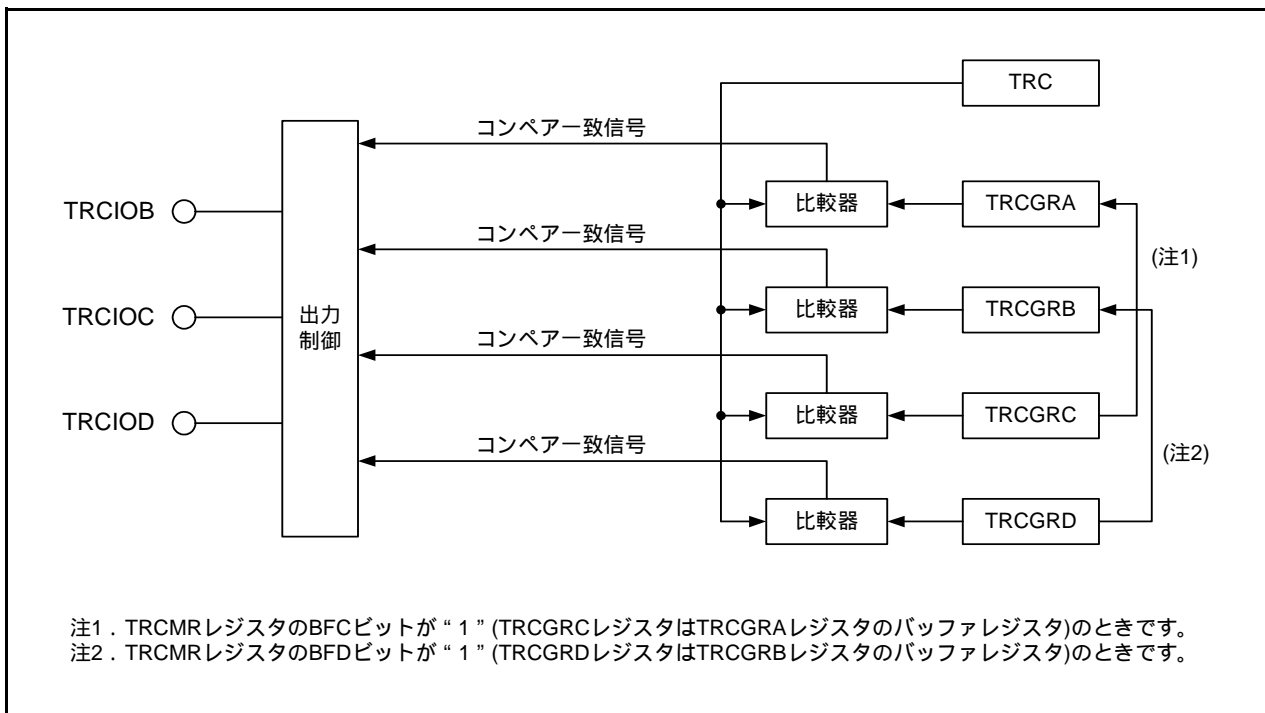 TRC
コンペア一致信号
比較器
TRCGRA
TRCIOB
コンペア一致信号
(注1)
比較器
TRCGRB
TRCIOC
出力
制御
コンペア一致信号
比較器
TRCGRC
TRCIOD
コンペア一致信号
(注2)
比較器
TRCGRD
注1．TRCMRレジスタのBFCビットが“1”(TRCGRCレジスタはTRCGRAレジスタのバッファレジスタ)のときです。
注2．TRCMRレジスタのBFDビットが“1”(TRCGRDレジスタはTRCGRBレジスタのバッファレジスタ)のときです。